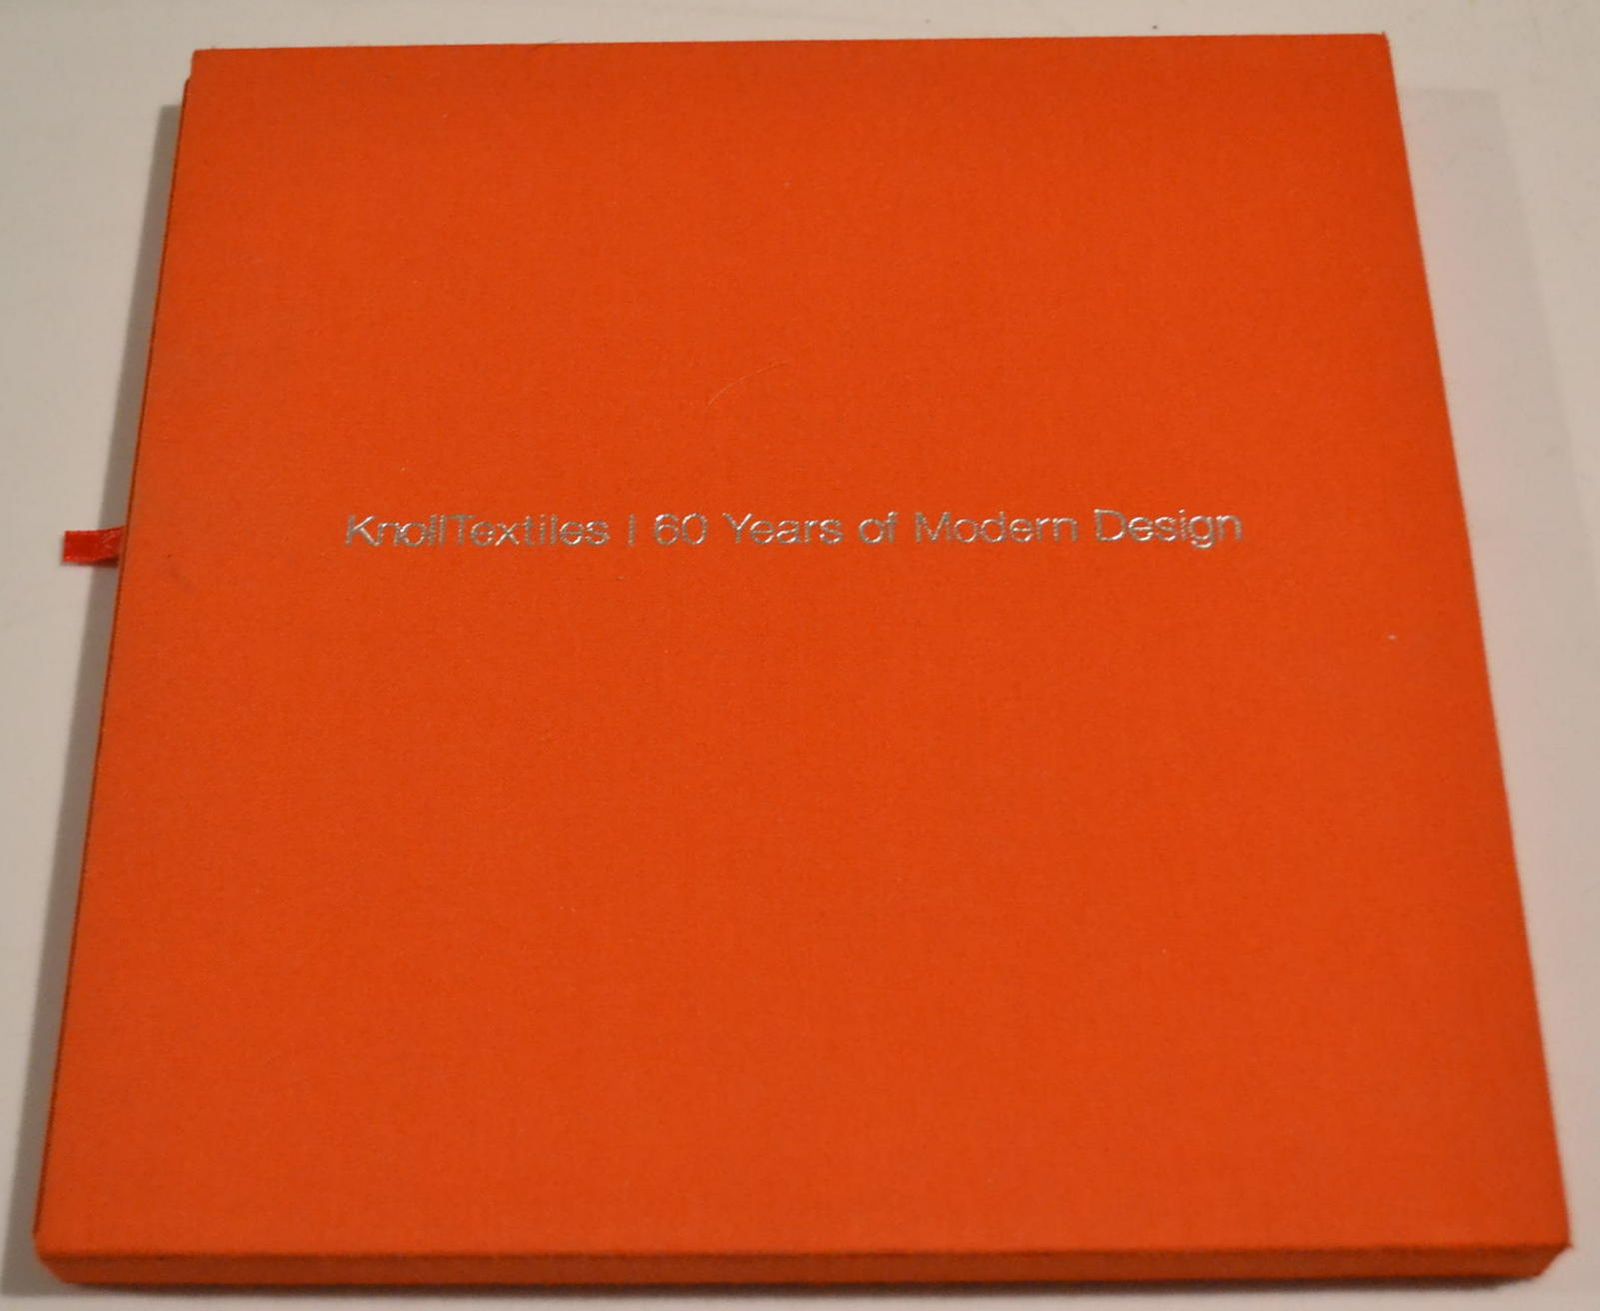 KnollTextiles | 60 Years of Modern Design